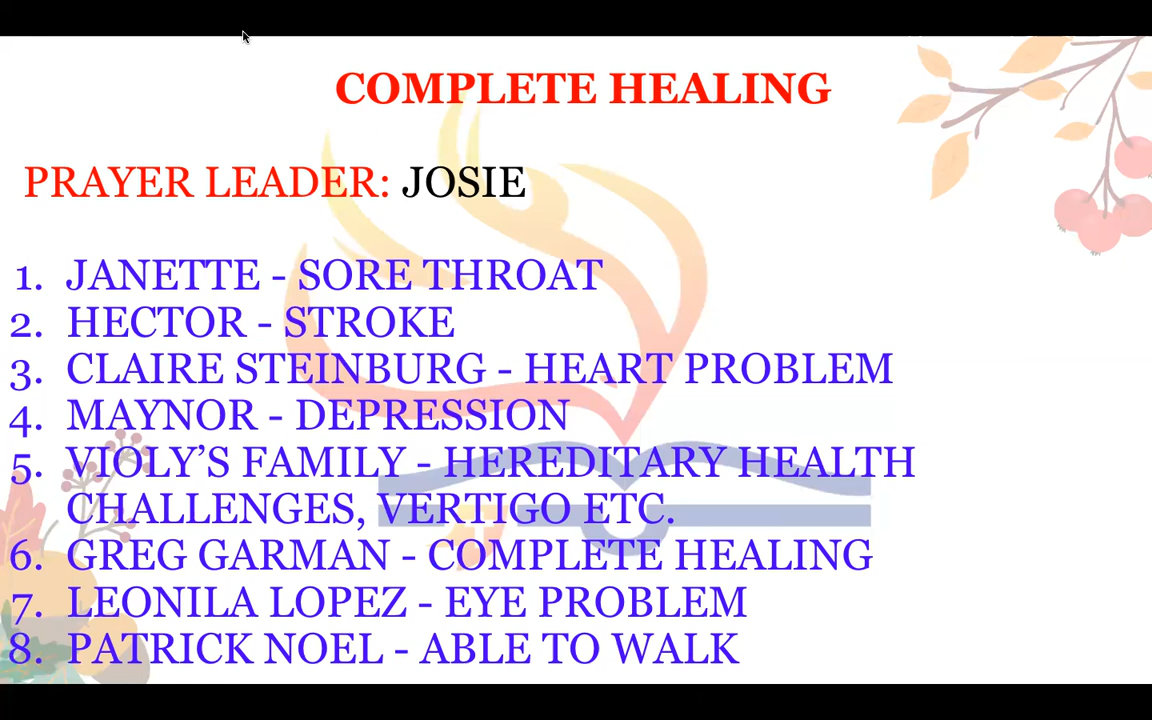 COMPLETE HEALING
PRAYER LEADER: JOSIE
1. JANETTE - SORE THROAT
2. HECTOR - STROKE
3. CLAIRE STEINBURG - HEART PROBLEM
4. MAYNOR - DEPRESSION
5. VIOLY’S FAMILY - HEREDITARY HEALTH
CHALLENGES, VERTIGO ETC.
6. GREG GARMAN - COMPLETE HEALING
7. LEONILA LOPEZ - EYE PROBLEM
8. PATRICK NOEL - ABLE TO WALK